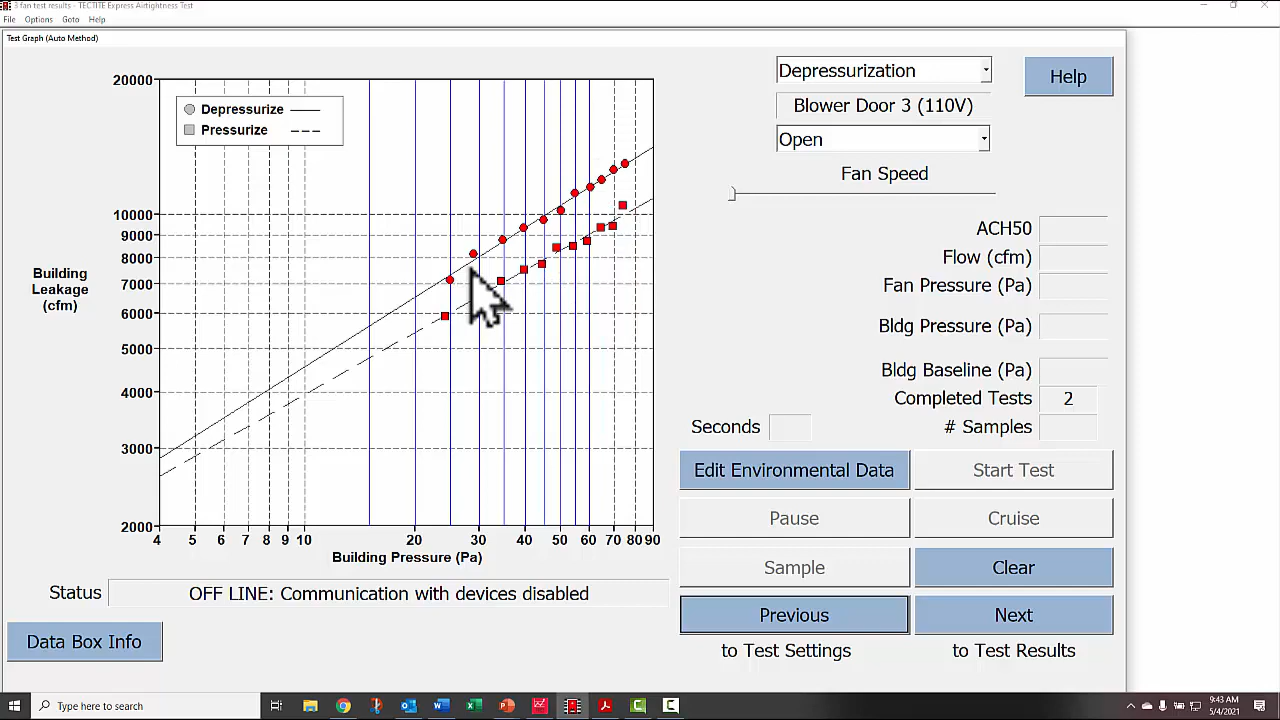 3 fan test results - TECTITE Express Airtightness Test
File Options Goto Help
Test Graph (Auto Method)
20000
10000
9000
8000
7000
6000
5000
4000
3000
2000
Building
Leakage
(cfm)
Depressurize
Pressurize
4 5 6 7 8 9 10 20 30 40 50 60 70 80 90
Building Pressure (Pa)
Depressurization
Help
Blower Door 3 (110V)
Open
Fan Speed
ACH50
Flow (cfm)
Fan Pressure (Pa)
Bldg Pressure (Pa)
Bldg Baseline (Pa)
Completed Tests 2
Seconds # Samples
Edit Environmental Data Start Test
Pause Cruise
Sample Clear
Previous Next
to Test Settings to Test Results
Status OFF LINE: Communication with devices disabled
Data Box Info
Type here to search
9:43 AM
5/4/2021